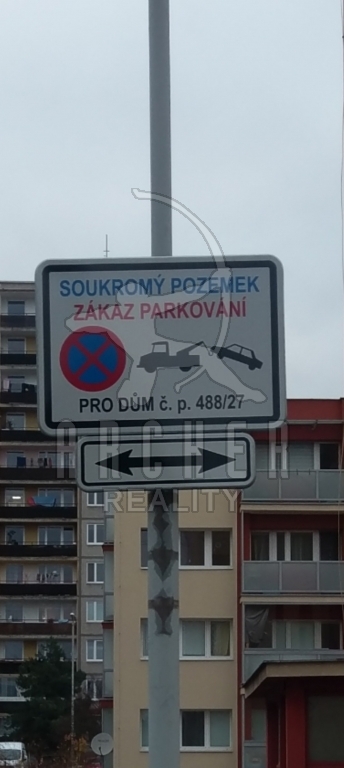 SOUKROMÝ POZEMEK
ZÁKAZ PARKOVÁNÍ
PRO DŮM č. p. 488/27
ARCHER
REALITY